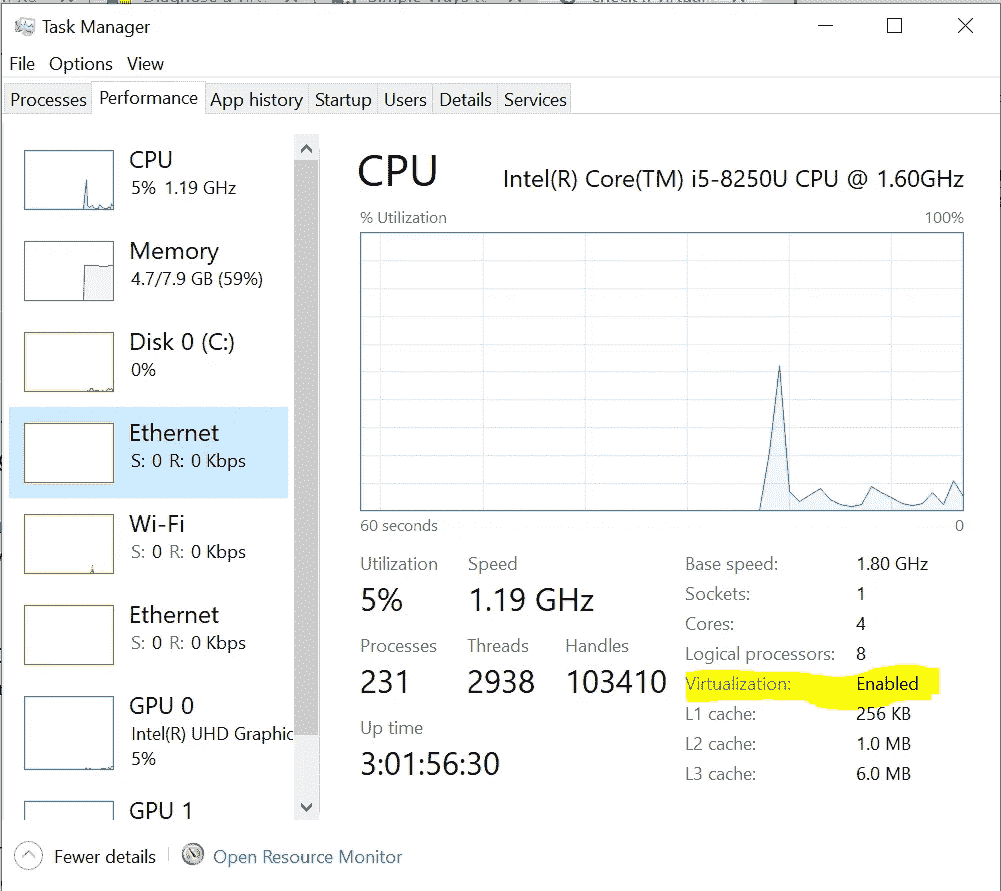 Task Manager
File Options View
Processes Performance App history Startup Users Details Services
CPU
5% 1.19 GHz
Memory
4.7/7.9 GB (59%)
Disk 0 (C:)
0%
Ethernet
S: 0 R: 0 Kbps
Wi-Fi
S: 0 R: 0 Kbps
Ethernet
S: 0 R: 0 Kbps
GPU 0
Intel(R) UHD Graphic
5%
GPU 1
CPU Intel(R) Core(TM) i5-8250U CPU @ 1.60GHz
% Utilization 100%
60 seconds 0
Utilization Speed
5% 1.19 GHz
Processes Threads Handles
231 2938 103410
Up time
3:01:56:30
Base speed: 1.80 GHz
Sockets: 1
Cores: 4
Logical processors: 8
Virtualization: Enabled
L1 cache: 256 KB
L2 cache: 1.0 MB
L3 cache: 6.0 MB
Fewer details Open Resource Monitor